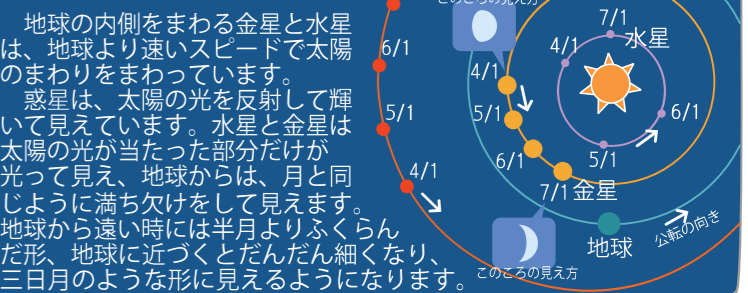 地球の内側をまわる金星と水星
は、地球より速いスピードで太陽
のまわりをまわっています。
惑星は、太陽の光を反射して輝
いて見えています。水星と金星は
太陽の光が当たった部分だけが
光って見え、地球からは、月と同
じように満ち欠けをして見えます。
地球から遠い時には半月よりふくらん
だ形、地球に近づくとだんだん細くなり、
三日月のような形に見えるようになります。
6/1
5/1
4/1
このころの見え方
4/1
5/1
6/1
7/1 金星
7/1
水星
4/1
6/1
5/1
地球
公転の向き
このころの見え方